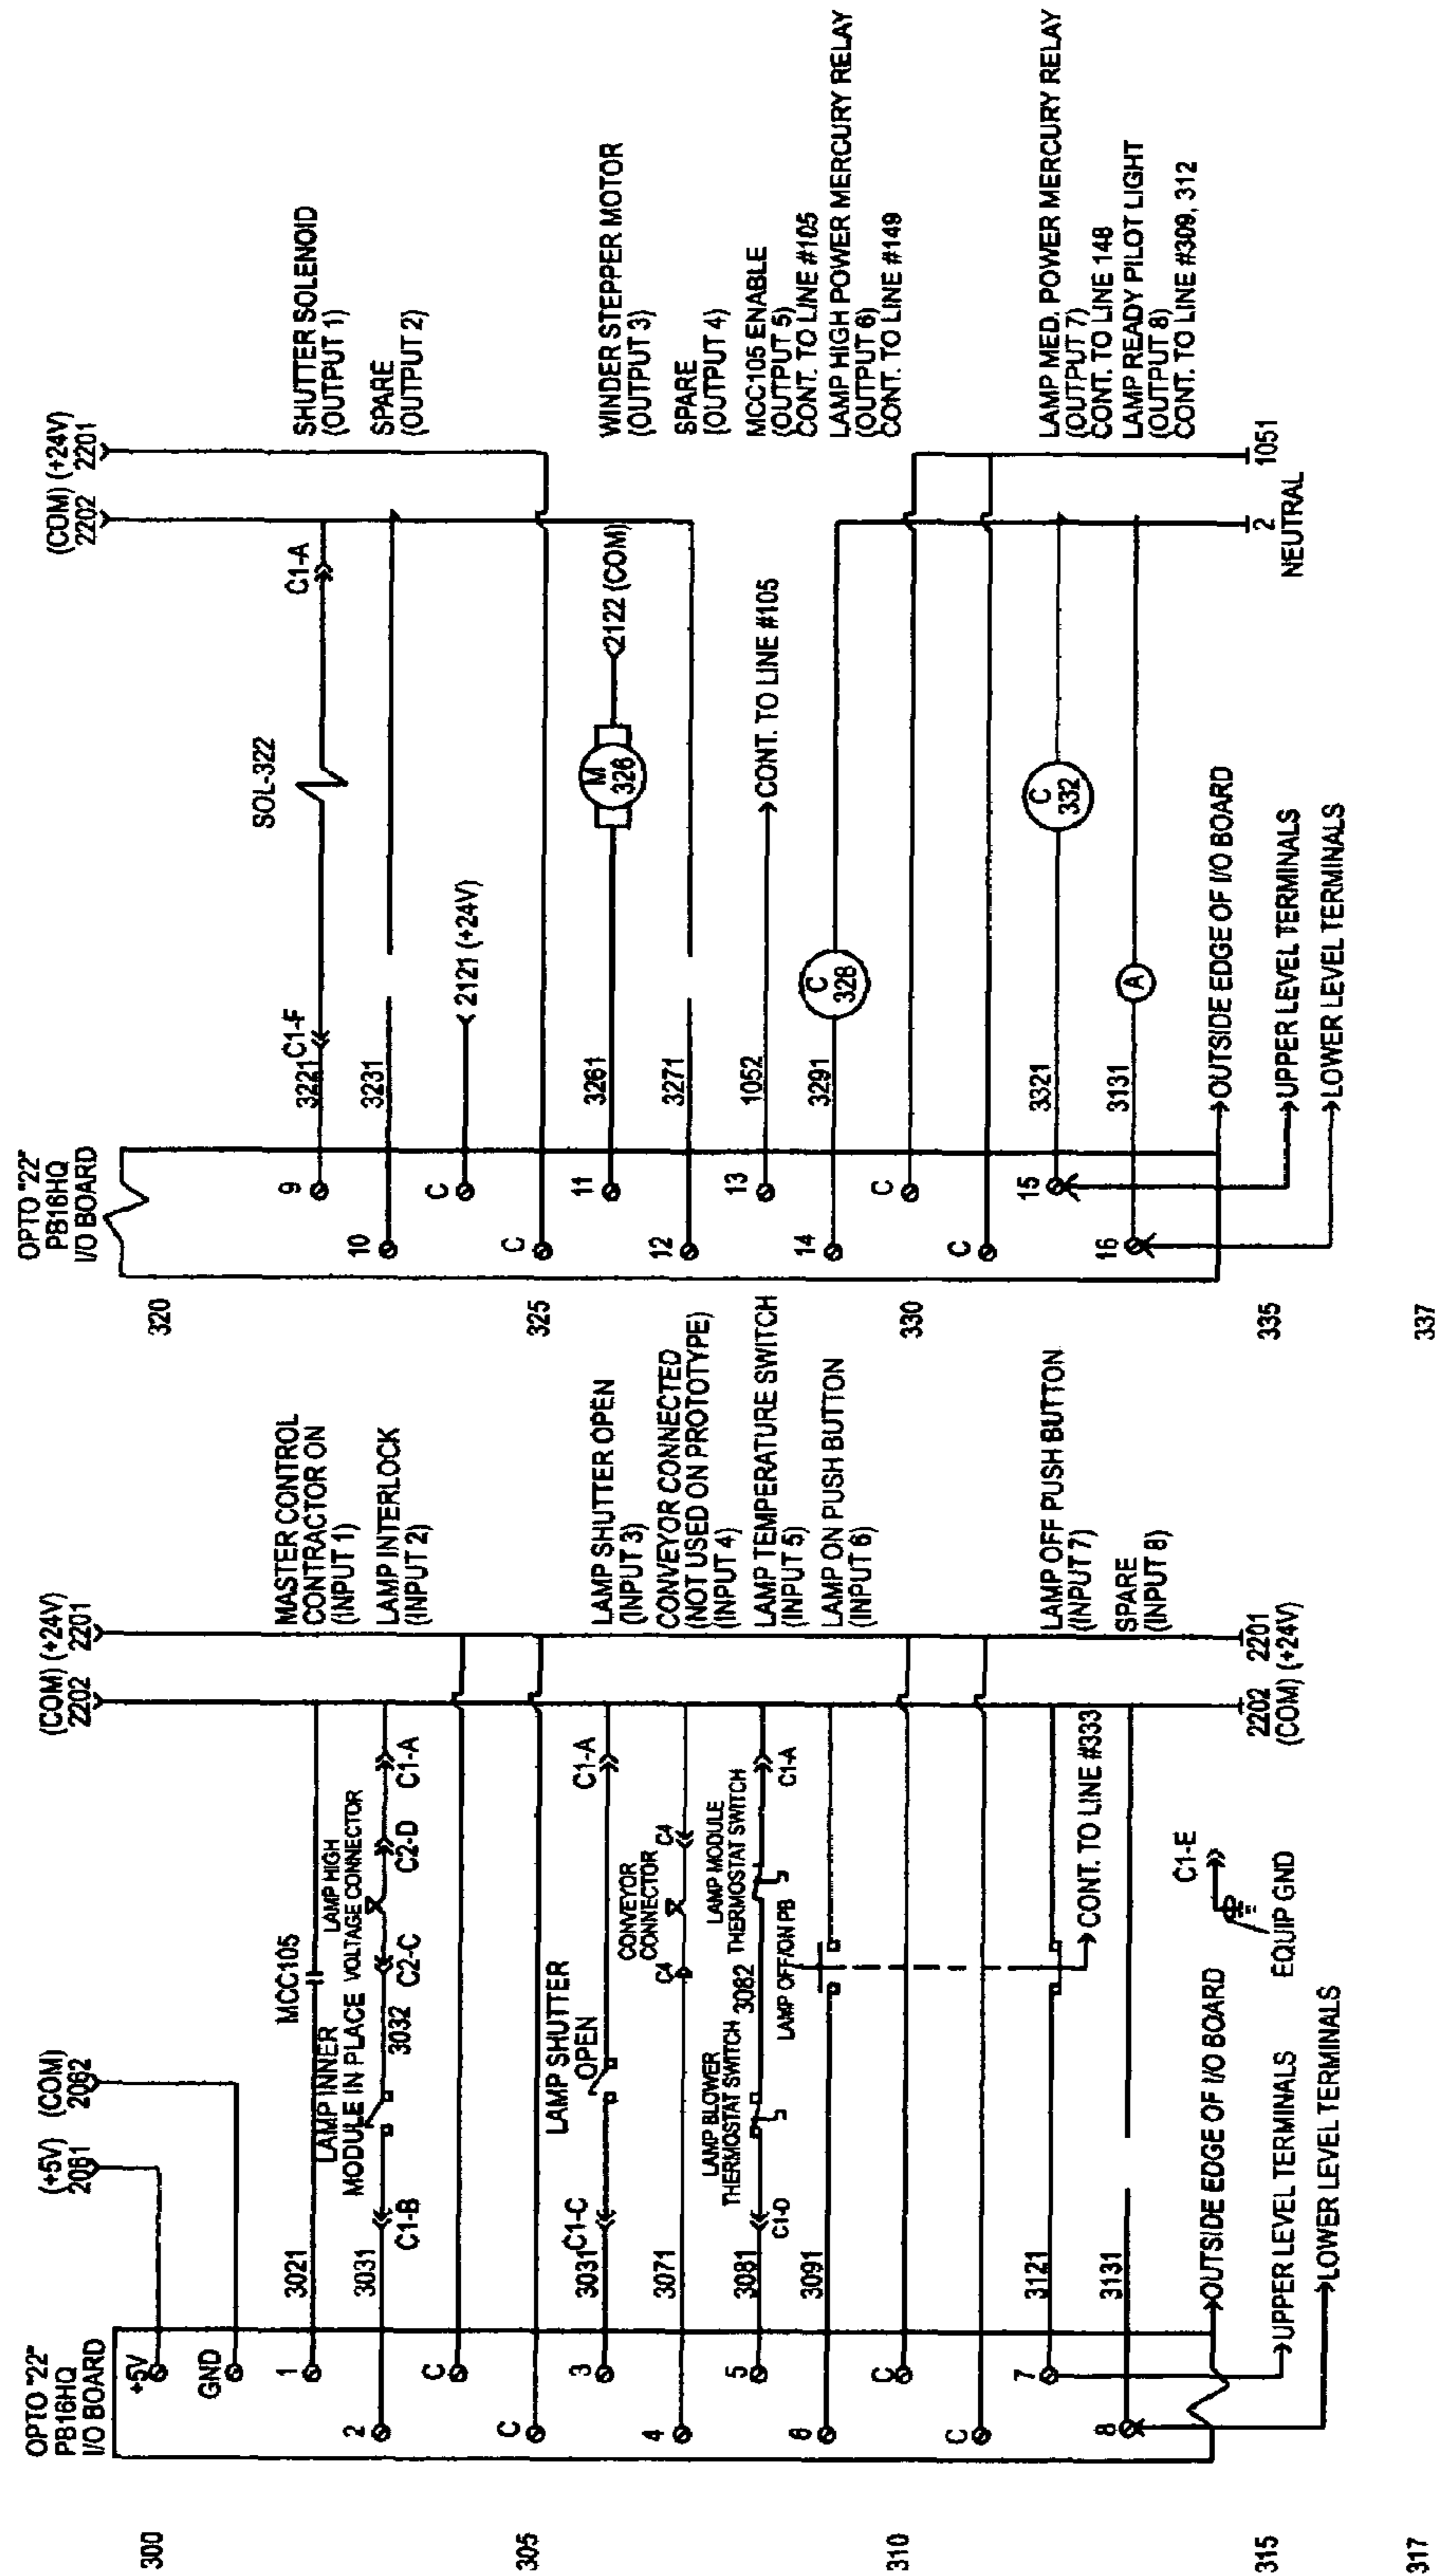 300
305
310
315
317
OPTO "22"
PB16HQ
I/O BOARD
+5V
GND
1
2
C
C
3
4
5
6
C
C
7
8
(+5V)
2061
(COM)
2062
(COM) (+24V)
2202 2201
3021
MCC105
MASTER CONTROL
CONTRACTOR ON
(INPUT 1)
LAMP INNER
MODULE IN PLACE
LAMP HIGH
VOLTAGE CONNECTOR
3031
C1-B
3032
C2-C
C2-D
C1-A
LAMP INTERLOCK
(INPUT 2)
3031
C1-C
LAMP SHUTTER
OPEN
C1-A
LAMP SHUTTER OPEN
(INPUT 3)
3071
C4
CONVEYOR
CONNECTOR
C4
CONVEYOR CONNECTED
(NOT USED ON PROTOTYPE)
(INPUT 4)
3081
C1-D
LAMP BLOWER
THERMOSTAT SWITCH
3082
LAMP MODULE
THERMOSTAT SWITCH
C1-A
LAMP TEMPERATURE SWITCH
(INPUT 5)
3091
LAMP OFF/ON PB
LAMP ON PUSH BUTTON
(INPUT 6)
3121
CONT. TO LINE #333
LAMP OFF PUSH BUTTON
(INPUT 7)
3131
SPARE
(INPUT 8)
OUTSIDE EDGE OF I/O BOARD
UPPER LEVEL TERMINALS
LOWER LEVEL TERMINALS
C1-E
EQUIP GND
2202 2201
(COM) (+24V)
320
325
330
335
337
OPTO "22"
PB16HQ
I/O BOARD
9
10
C
C
11
12
13
14
C
C
15
16
(COM) (+24V)
2202 2201
3221
C1-F
SOL-322
C1-A
SHUTTER SOLENOID
(OUTPUT 1)
3231
SPARE
(OUTPUT 2)
2121 (+24V)
3261
M
326
2122 (COM)
WINDER STEPPER MOTOR
(OUTPUT 3)
3271
SPARE
[OUTPUT 4)
1052
CONT. TO LINE #105
MCC105 ENABLE
(OUTPUT 5)
CONT. TO LINE #105
3291
C
328
LAMP HIGH POWER MERCURY RELAY
(OUTPUT 6)
CONT. TO LINE #149
3321
C
332
LAMP MED. POWER MERCURY RELAY
(OUTPUT 7)
CONT. TO LINE 148
3131
A
LAMP READY PILOT LIGHT
(OUTPUT 8)
CONT. TO LINE #309, 312
OUTSIDE EDGE OF I/O BOARD
UPPER LEVEL TERMINALS
LOWER LEVEL TERMINALS
2 1051
NEUTRAL